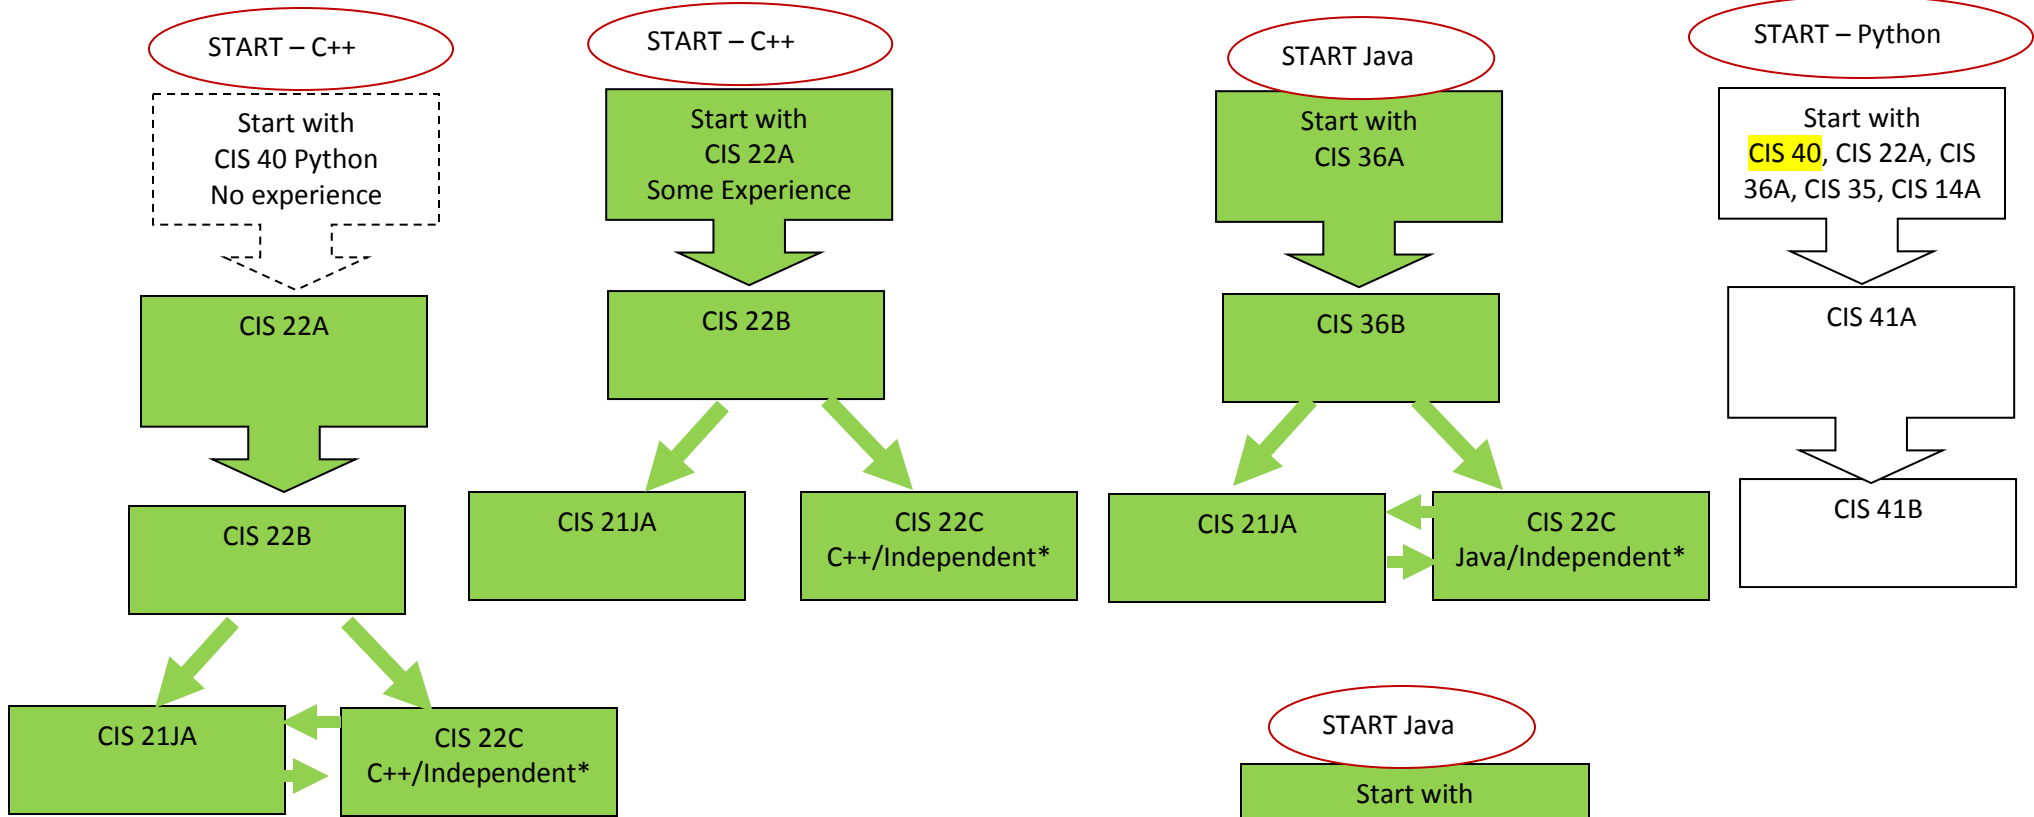 START – C++
Start with
CIS 40 Python
No experience
CIS 22A
CIS 22B
CIS 21JA
CIS 22C
C++/Independent*
START – C++
Start with
CIS 22A
Some Experience
CIS 22B
CIS 21JA
CIS 22C
C++/Independent*
START Java
Start with
CIS 36A
CIS 36B
CIS 21JA
CIS 22C
Java/Independent*
START – Python
Start with
CIS 40, CIS 22A, CIS
36A, CIS 35, CIS 14A
CIS 41A
CIS 41B
START Java
Start with